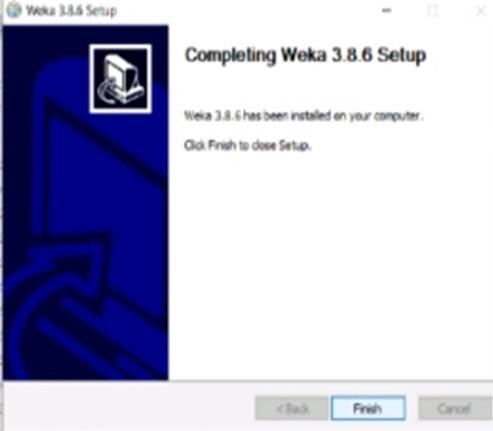 Weka 3.8.6 Setup
Completing Weka 3.8.6 Setup
Weka 3.8.6 has been installed on your computer.
Click Finish to close Setup.
< Back
Finish
Cancel